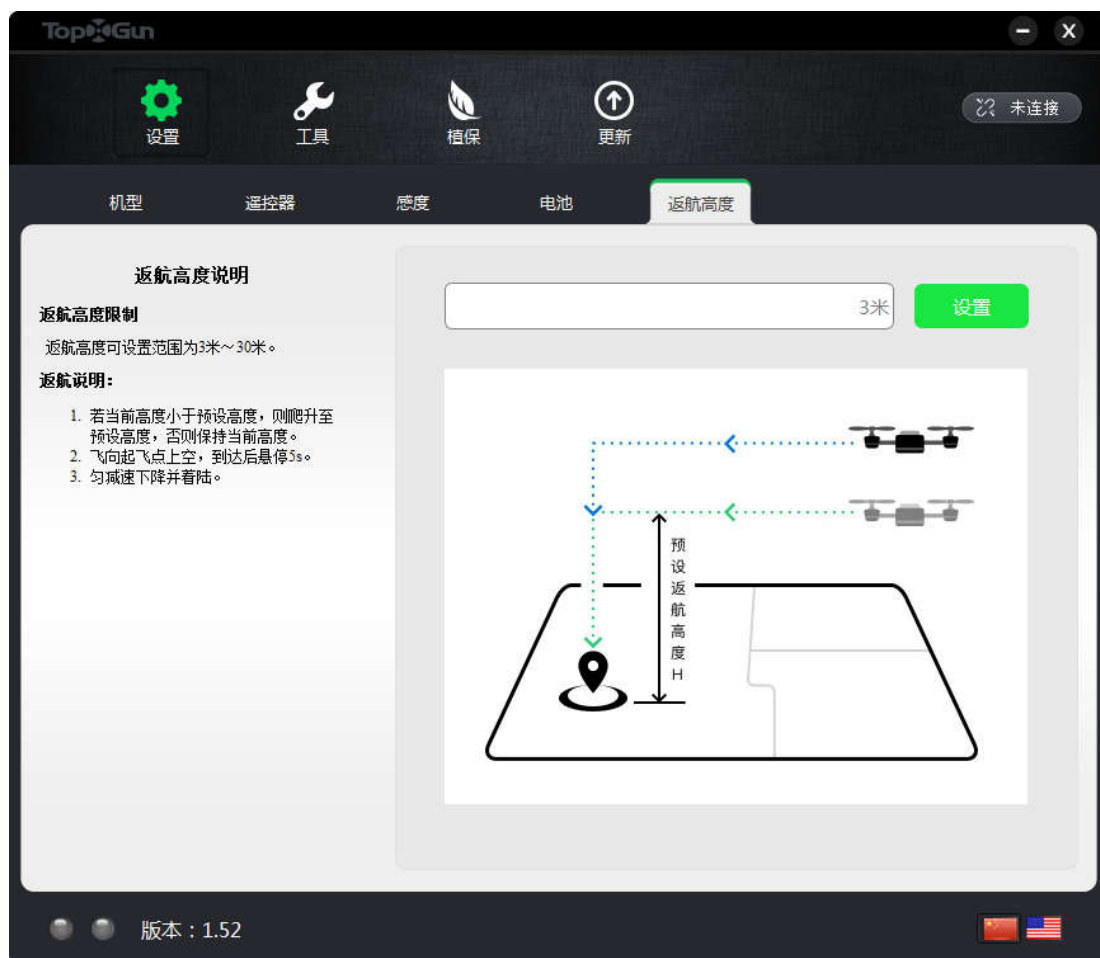 TopXGun
设置
工具
植保
更新
未连接
机型
遥控器
感度
电池
返航高度
返航高度说明
返航高度限制
返航高度可设置范围为3米～30米。
返航说明：
1. 若当前高度小于预设高度，则爬升至
预设高度，否则保持当前高度。
2. 飞向起飞点上空，到达后悬停5s。
3. 匀减速下降并着陆。
3米
设置
预
设
返
航
高
度
H
版本：1.52